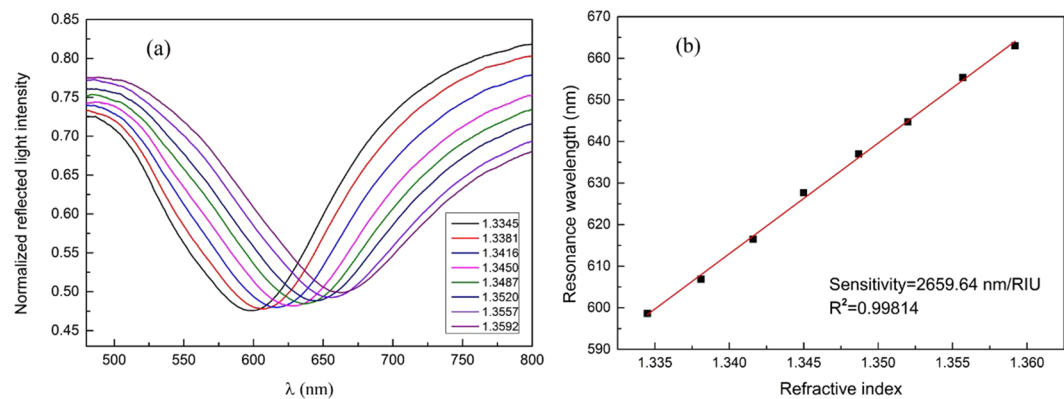 (a)
0.85
0.80
0.75
0.70
0.65
0.60
0.55
0.50
0.45
Normalized reflected light intensity
500 550 600 650 700 750 800
λ (nm)
1.3345
1.3381
1.3416
1.3450
1.3487
1.3520
1.3557
1.3592
(b)
670
660
650
640
630
620
610
600
590
Resonance wavelength (nm)
Sensitivity=2659.64 nm/RIU
R²=0.99814
1.335 1.340 1.345 1.350 1.355 1.360
Refractive index